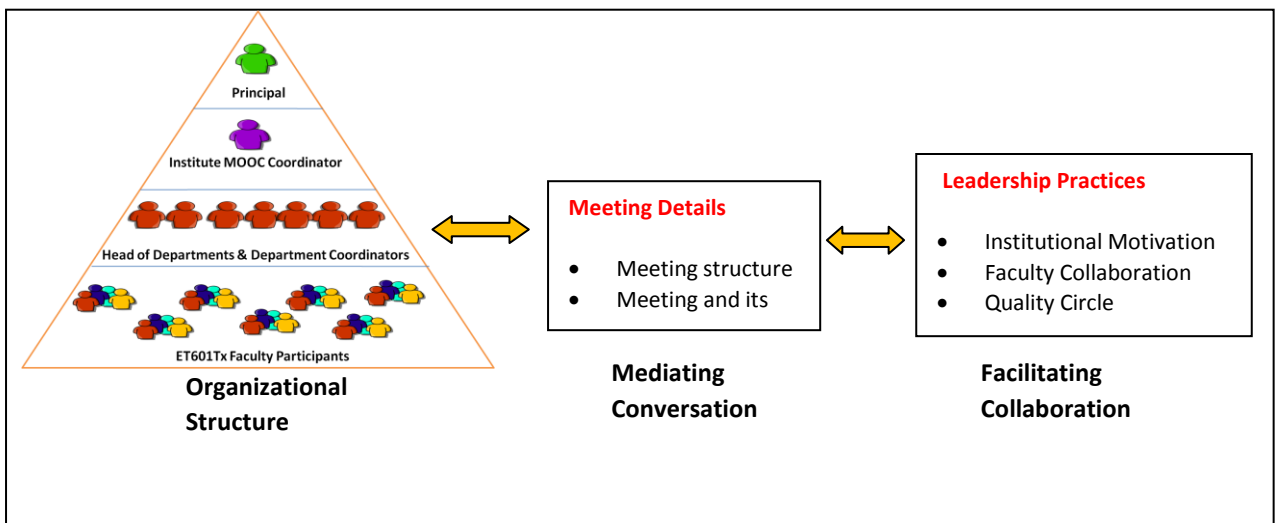 Principal
Institute MOOC Coordinator
Head of Departments & Department Coordinators
ET601Tx Faculty Participants
Organizational
Structure
Meeting Details
• Meeting structure
• Meeting and its
Mediating
Conversation
Leadership Practices
• Institutional Motivation
• Faculty Collaboration
• Quality Circle
Facilitating
Collaboration